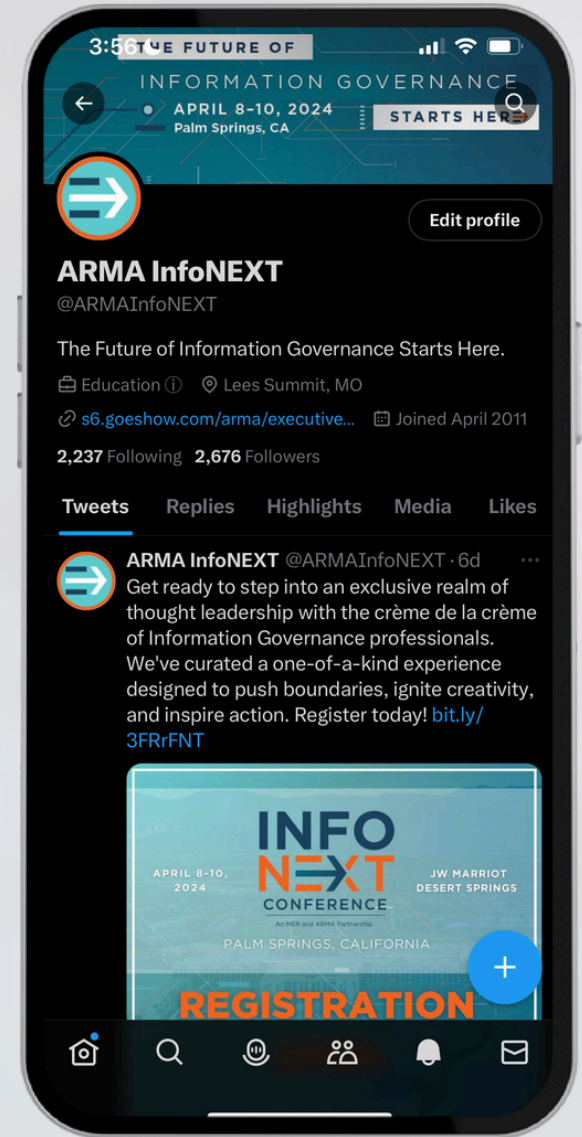 3:56
THE FUTURE OF
INFORMATION GOVERNANCE
APRIL 8-10, 2024
Palm Springs, CA
STARTS HERE
Edit profile
ARMA InfoNEXT
@ARMAInfoNEXT
The Future of Information Governance Starts Here.
Education Lees Summit, MO
s6.goeshow.com/arma/executive... Joined April 2011
2,237 Following 2,676 Followers
Tweets Replies Highlights Media Likes
ARMA InfoNEXT @ARMAInfoNEXT · 6d
Get ready to step into an exclusive realm of
thought leadership with the crème de la crème
of Information Governance professionals.
We've curated a one-of-a-kind experience
designed to push boundaries, ignite creativity,
and inspire action. Register today! bit.ly/
3FRrFNT
INFO
NEXT
CONFERENCE
An MER and ARMA Partnership
APRIL 8-10,
2024
JW MARRIOT
DESERT SPRINGS
PALM SPRINGS, CALIFORNIA
REGISTRATION